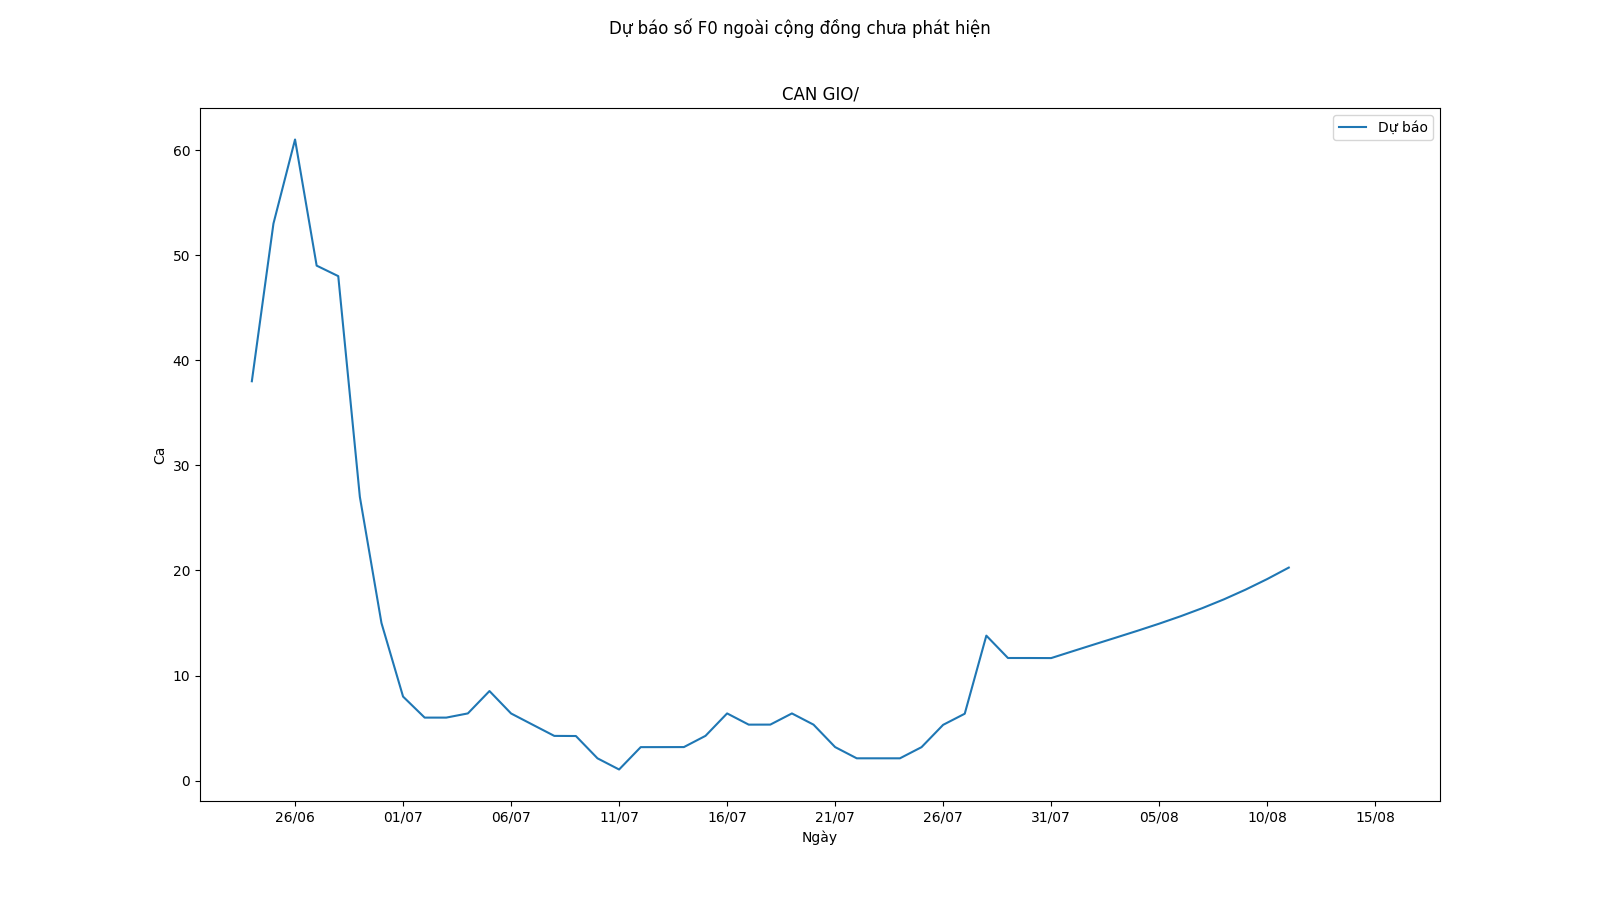 Dự báo số F0 ngoài cộng đồng chưa phát hiện
CAN GIO/
Dự báo
60
50
40
30
20
10
0
Ca
26/06 01/07 06/07 11/07 16/07 21/07 26/07 31/07 05/08 10/08 15/08
Ngày